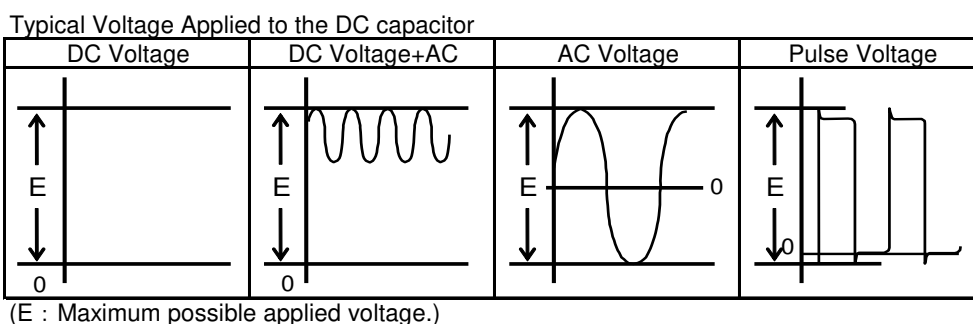 Typical Voltage Applied to the DC capacitor
DC Voltage DC Voltage+AC AC Voltage Pulse Voltage
E E E 0 E
0
0 0
(E：Maximum possible applied voltage.)